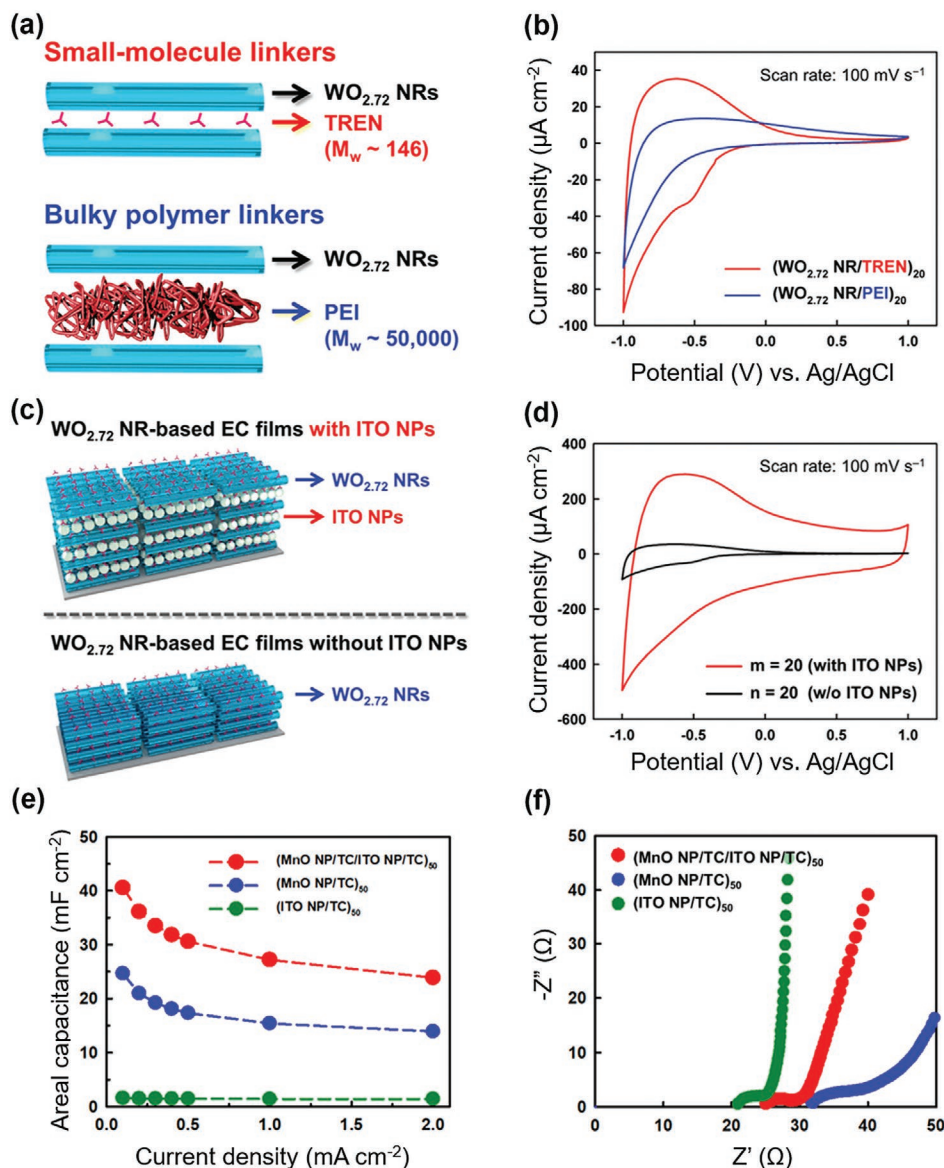 (a)
Small-molecule linkers
WO₂.₇₂ NRs
TREN
(M_w ~ 146)
Bulky polymer linkers
WO₂.₇₂ NRs
PEI
(M_w ~ 50,000)
(b)
Current density (μA cm⁻²)
40
20
0
-20
-40
-60
-80
-100
Scan rate: 100 mV s⁻¹
(WO₂.₇₂ NR/TREN)₂₀
(WO₂.₇₂ NR/PEI)₂₀
-1.0 -0.5 0.0 0.5 1.0
Potential (V) vs. Ag/AgCl
(c)
WO₂.₇₂ NR-based EC films with ITO NPs
WO₂.₇₂ NRs
ITO NPs
WO₂.₇₂ NR-based EC films without ITO NPs
WO₂.₇₂ NRs
(d)
Current density (μA cm⁻²)
400
200
0
-200
-400
-600
Scan rate: 100 mV s⁻¹
m = 20 (with ITO NPs)
n = 20 (w/o ITO NPs)
-1.0 -0.5 0.0 0.5 1.0
Potential (V) vs. Ag/AgCl
(e)
Areal capacitance (mF cm⁻²)
50
40
30
20
10
0
(MnO NP/TC/ITO NP/TC)₅₀
(MnO NP/TC)₅₀
(ITO NP/TC)₅₀
0.0 0.5 1.0 1.5 2.0
Current density (mA cm⁻²)
(f)
-Z" (Ω)
50
40
30
20
10
0
(MnO NP/TC/ITO NP/TC)₅₀
(MnO NP/TC)₅₀
(ITO NP/TC)₅₀
0 10 20 30 40 50
Z' (Ω)